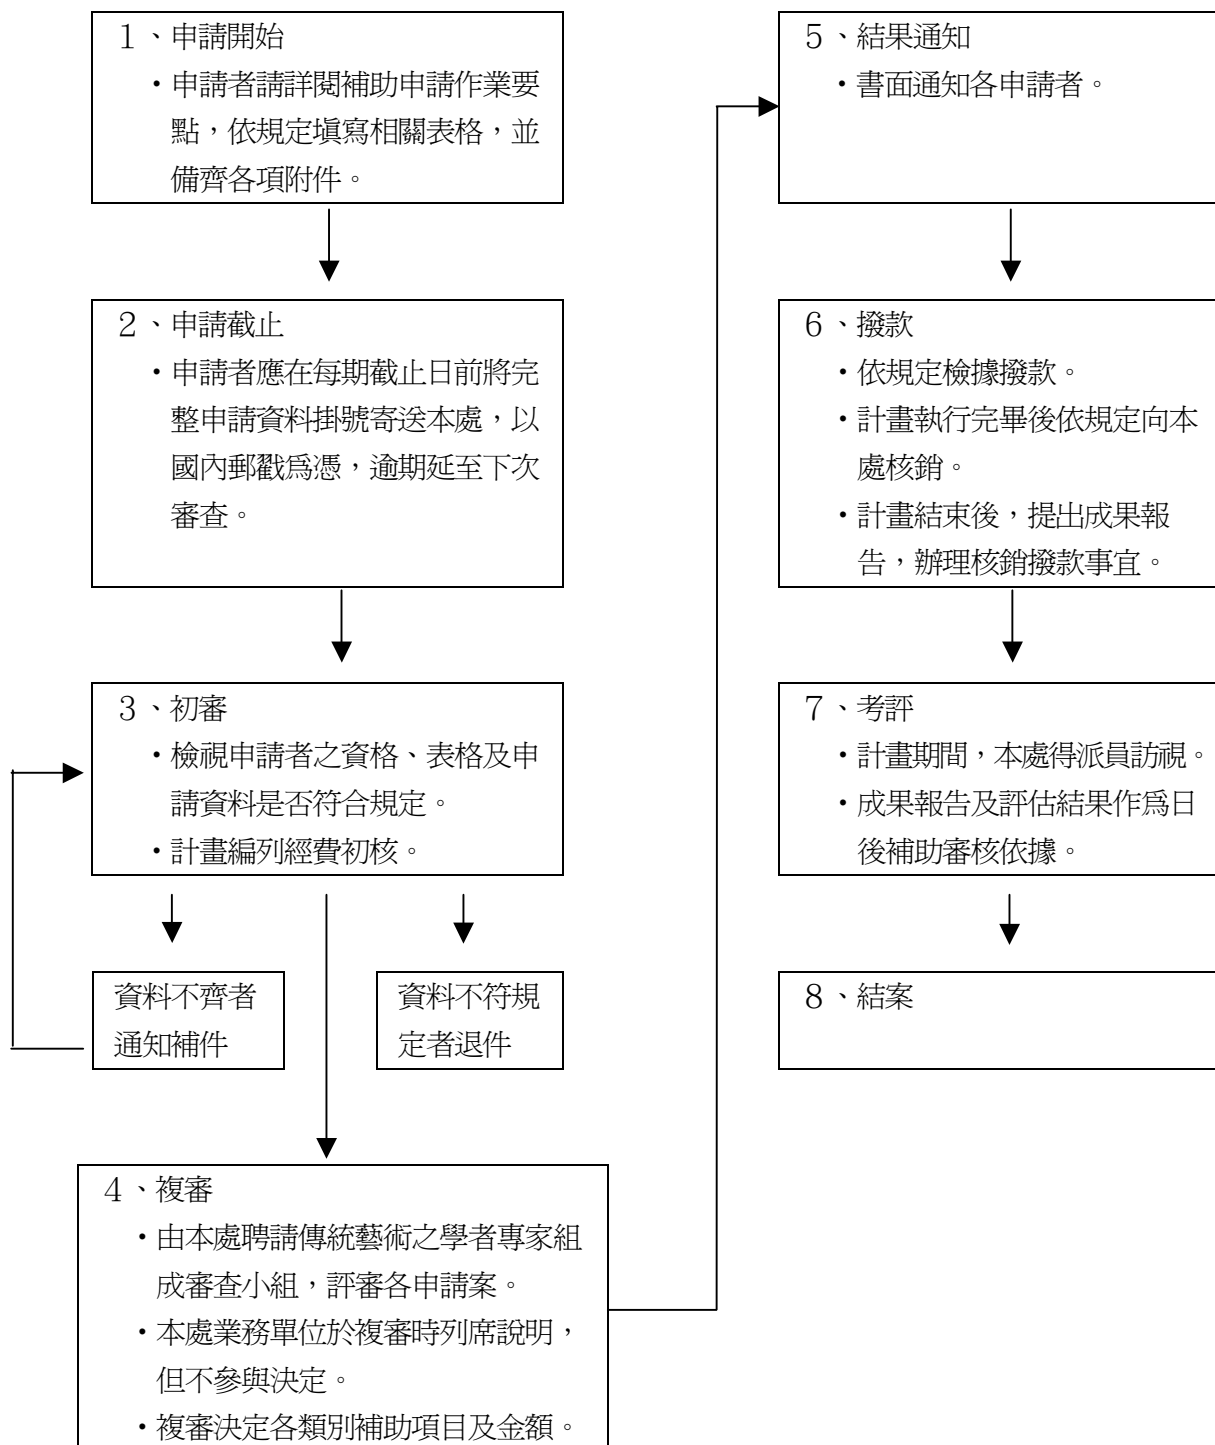 １、申請開始
・申請者請詳閱補助申請作業要
點，依規定填寫相關表格，並
備齊各項附件。
２、申請截止
・申請者應在每期截止日前將完
整申請資料掛號寄送本處，以
國內郵戳為憑，逾期延至下次
審查。
３、初審
・檢視申請者之資格、表格及申
請資料是否符合規定。
・計畫編列經費初核。
資料不齊者
通知補件
資料不符規
定者退件
４、複審
・由本處聘請傳統藝術之學者專家組
成審查小組，評審各申請案。
・本處業務單位於複審時列席說明，
但不參與決定。
・複審決定各類別補助項目及金額。
５、結果通知
・書面通知各申請者。
６、撥款
・依規定檢據撥款。
・計畫執行完畢後依規定向本
處核銷。
・計畫結束後，提出成果報
告，辦理核銷撥款事宜。
７、考評
・計畫期間，本處得派員訪視。
・成果報告及評估結果作為日
後補助審核依據。
８、結案